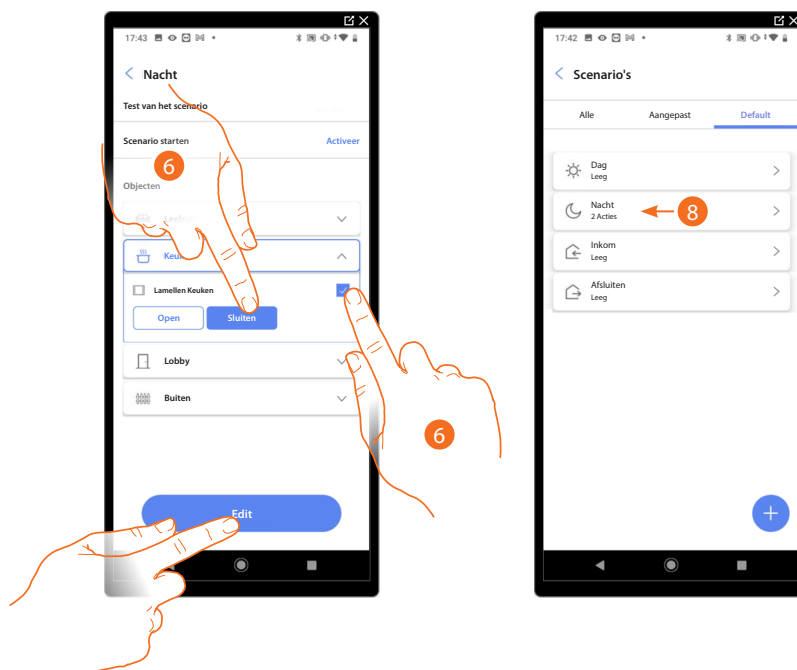 17:43
Nacht
Test van het scenario
Scenario starten
Activeer
6
Objecten
Keu
Lamellen Keuken
Open
Sluiten
Lobby
Buiten
6
Edit
17:42
Scenario's
Alle
Aangepast
Default
Dag
Leeg
Nacht
2 Acties
8
Inkom
Leeg
Afsluiten
Leeg